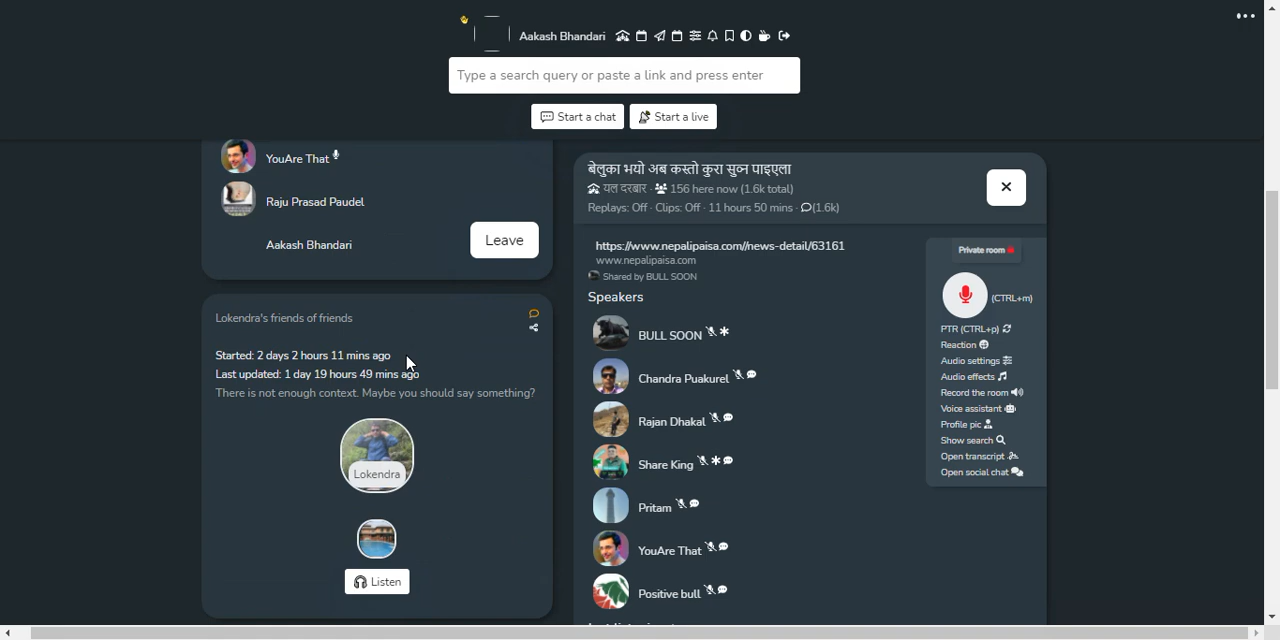 Aakash Bhandari
Type a search query or paste a link and press enter
Start a chat
Start a live
YouAre That
Raju Prasad Paudel
Aakash Bhandari
Leave
Lokendra's friends of friends
Started: 2 days 2 hours 11 mins ago
Last updated: 1 day 19 hours 49 mins ago
There is not enough context. Maybe you should say something?
Lokendra
Listen
बेलुका भयो अब कस्तो कुरा सुन्न पाइएला
यल दरबार · 156 here now (1.6k total)
Replays: Off · Clips: Off · 11 hours 50 mins · (1.6k)
https://www.nepalipaisa.com//news-detail/63161
www.nepalipaisa.com
Shared by BULL SOON
Speakers
BULL SOON
Chandra Puakurel
Rajan Dhakal
Share King
Pritam
YouAre That
Positive bull
Private room
(CTRL+m)
PTR (CTRL+p)
Reaction
Audio settings
Audio effects
Record the room
Voice assistant
Profile pic
Show search
Open transcript
Open social chat